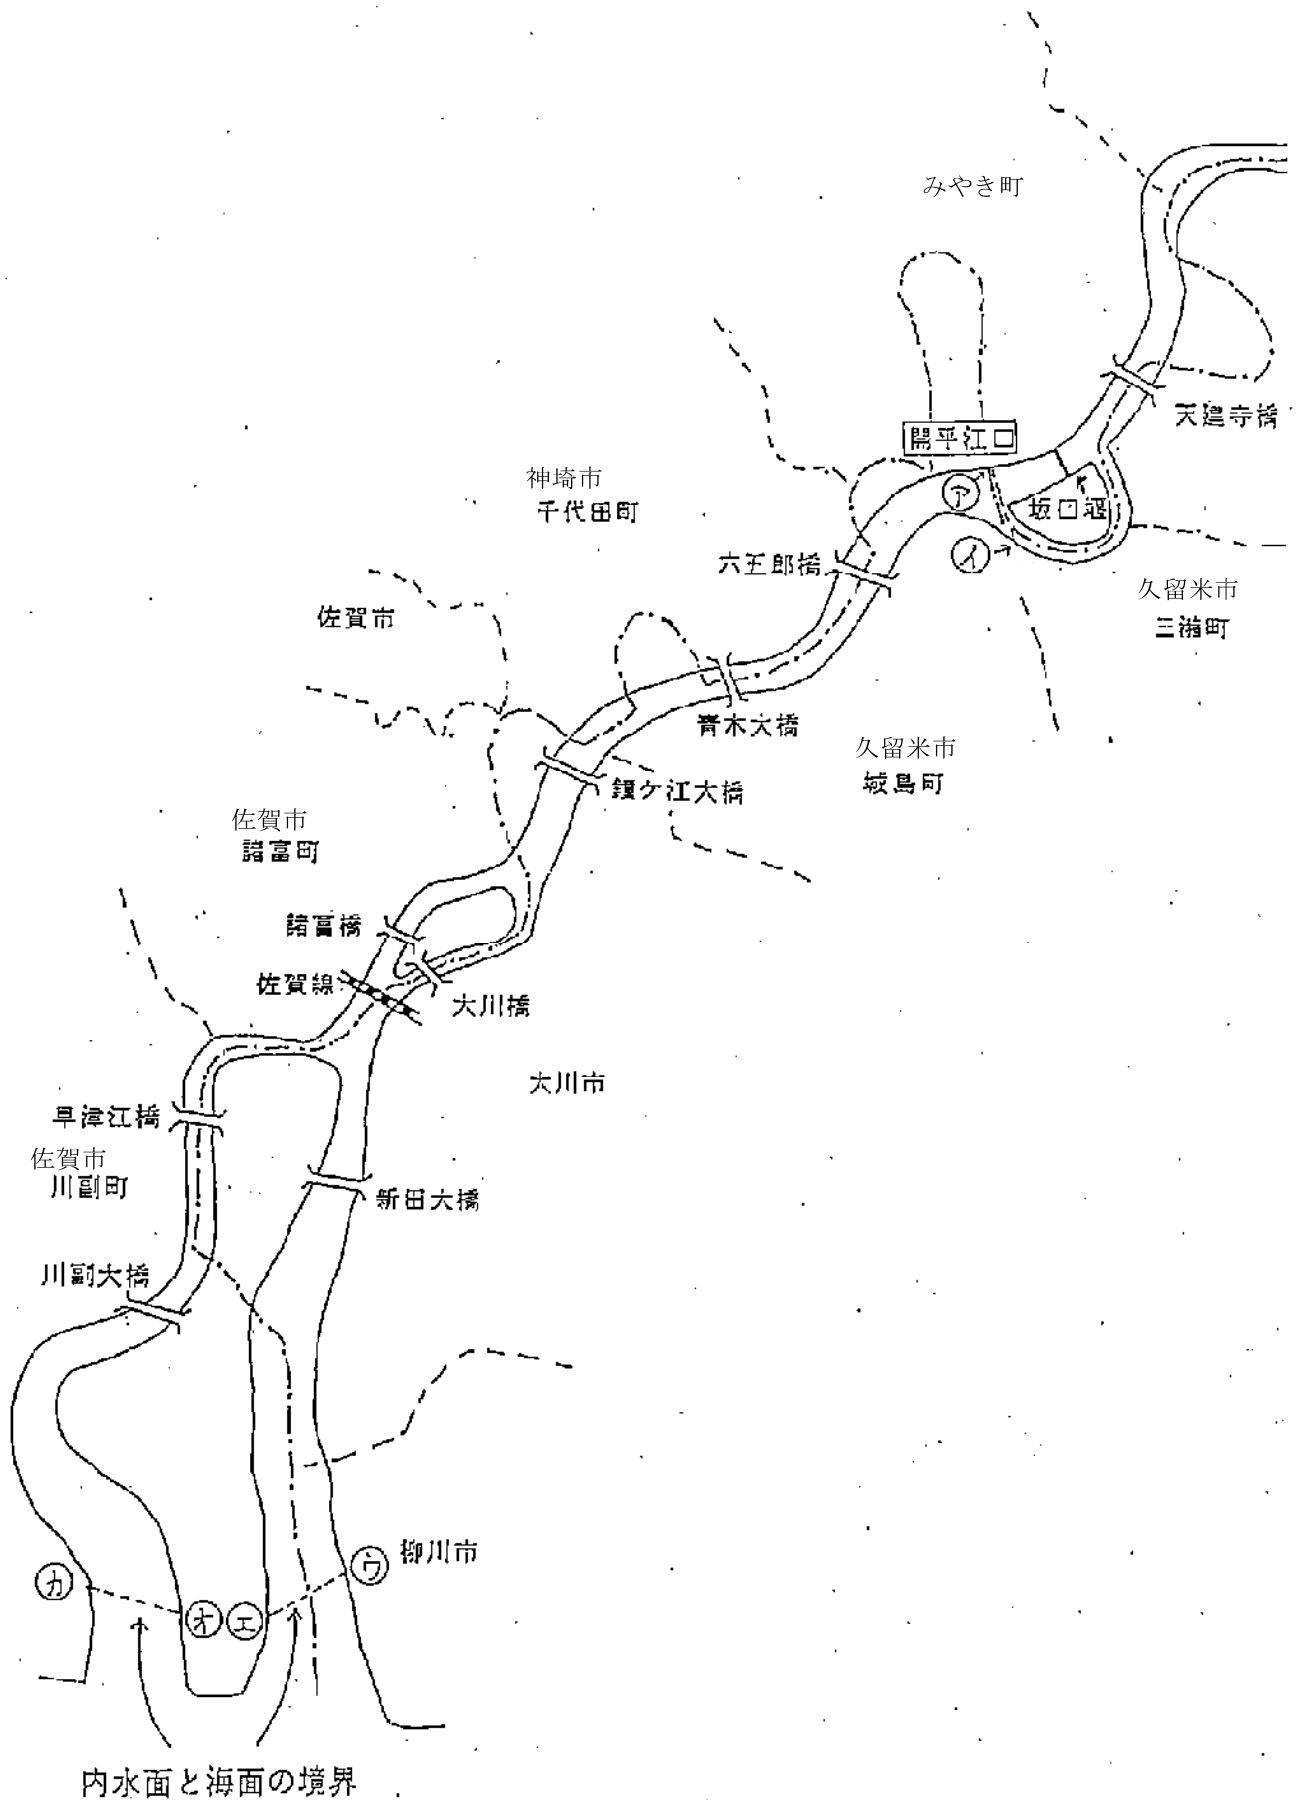 みやき町
天建寺橋
開平江口
ア
坂口堰
イ
神埼市
千代田町
六五郎橋
久留米市
三潴町
佐賀市
青木大橋
久留米市
城島町
鐘ケ江大橋
佐賀市
諸富町
諸富橋
佐賀線
大川橋
大川市
早津江橋
佐賀市
川副町
新田大橋
川副大橋
柳川市
ウ
カ
オ
エ
内水面と海面の境界